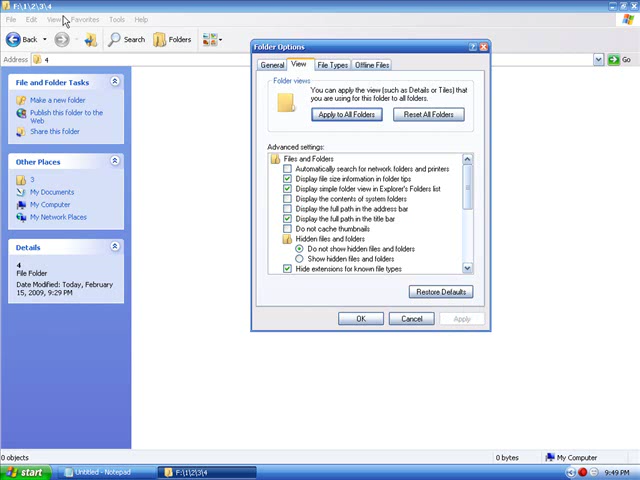 F:\1\2\3\4
File Edit View Favorites Tools Help
Back Search Folders
Address 4 Go
File and Folder Tasks
Make a new folder
Publish this folder to the
Web
Share this folder
Other Places
3
My Documents
My Computer
My Network Places
Details
4
File Folder
Date Modified: Today, February
15, 2009, 9:29 PM
Folder Options
General View File Types Offline Files
Folder views
You can apply the view (such as Details or Tiles) that
you are using for this folder to all folders.
Apply to All Folders Reset All Folders
Advanced settings:
Files and Folders
Automatically search for network folders and printers
Display file size information in folder tips
Display simple folder view in Explorer's Folders list
Display the contents of system folders
Display the full path in the address bar
Display the full path in the title bar
Do not cache thumbnails
Hidden files and folders
Do not show hidden files and folders
Show hidden files and folders
Hide extensions for known file types
Restore Defaults
OK Cancel Apply
0 objects 0 bytes My Computer
start Untitled - Notepad F:\1\2\3\4 9:49 PM